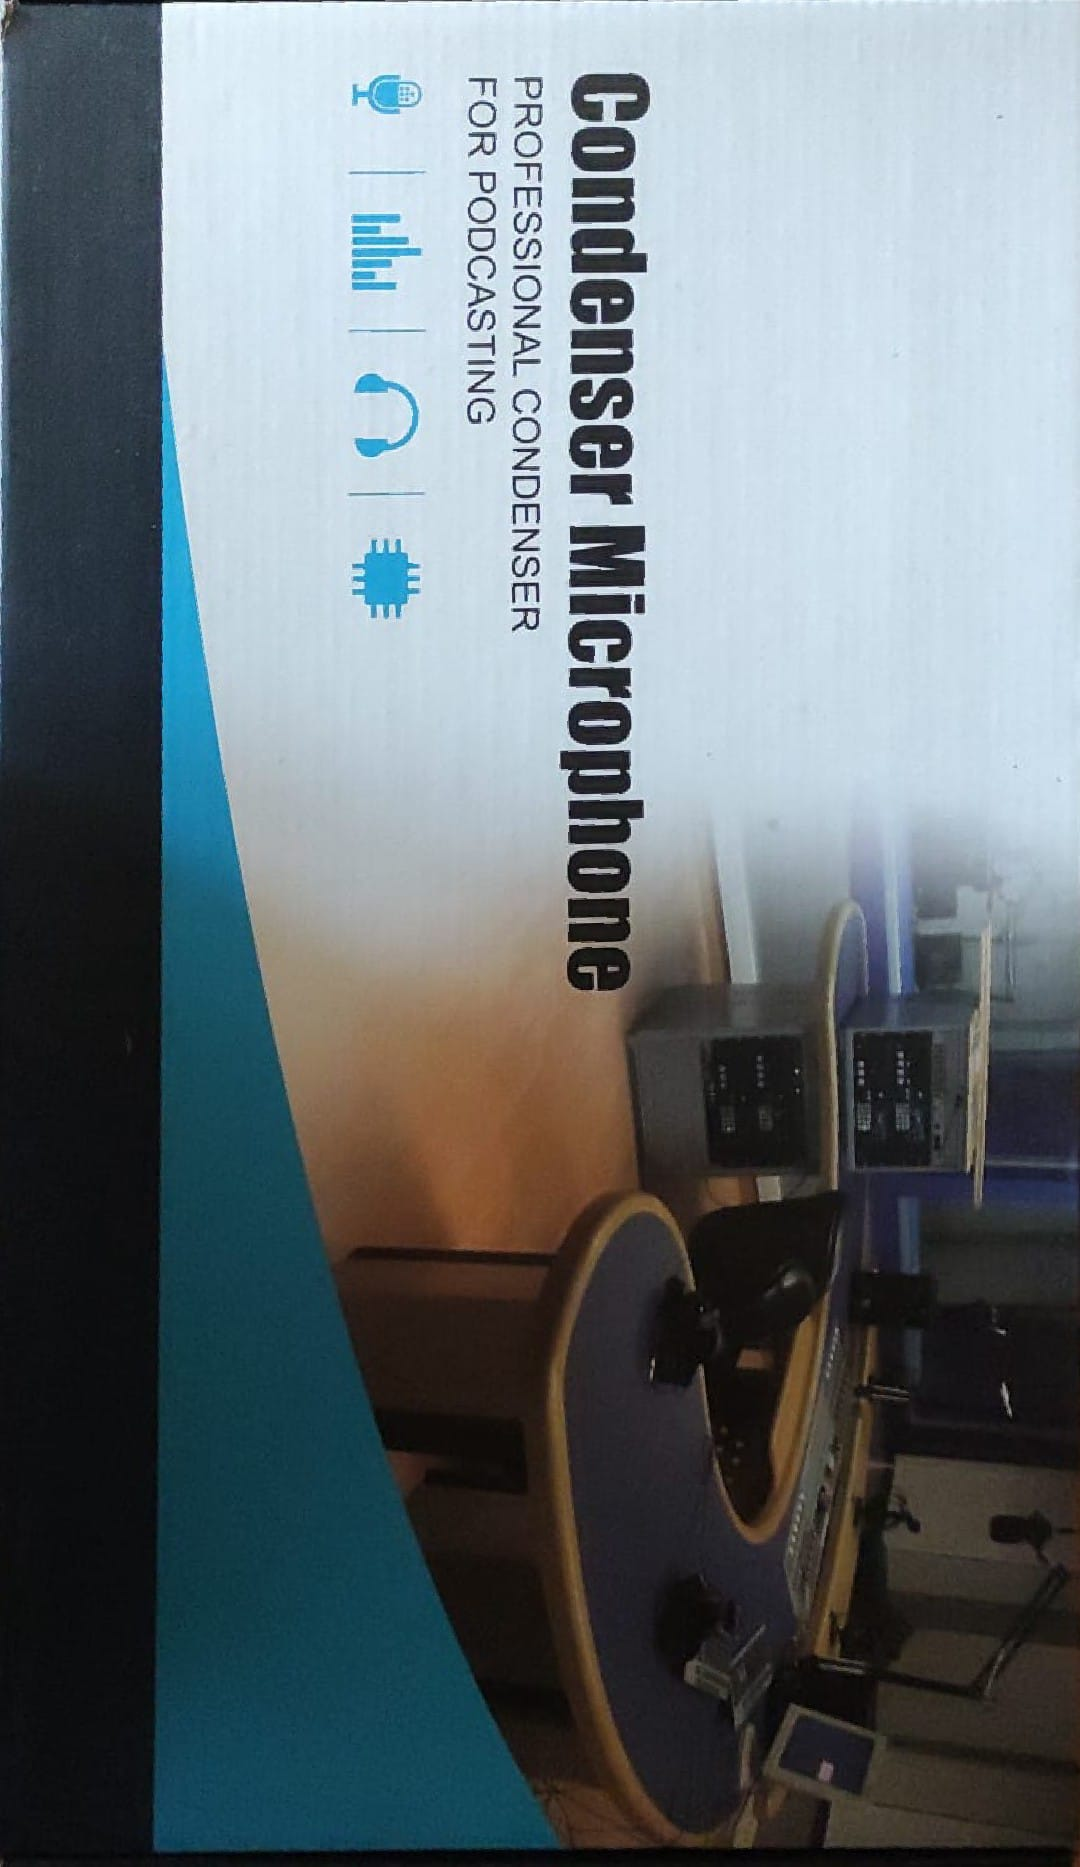 Condenser Microphone
PROFESSIONAL CONDENSER
FOR PODCASTING